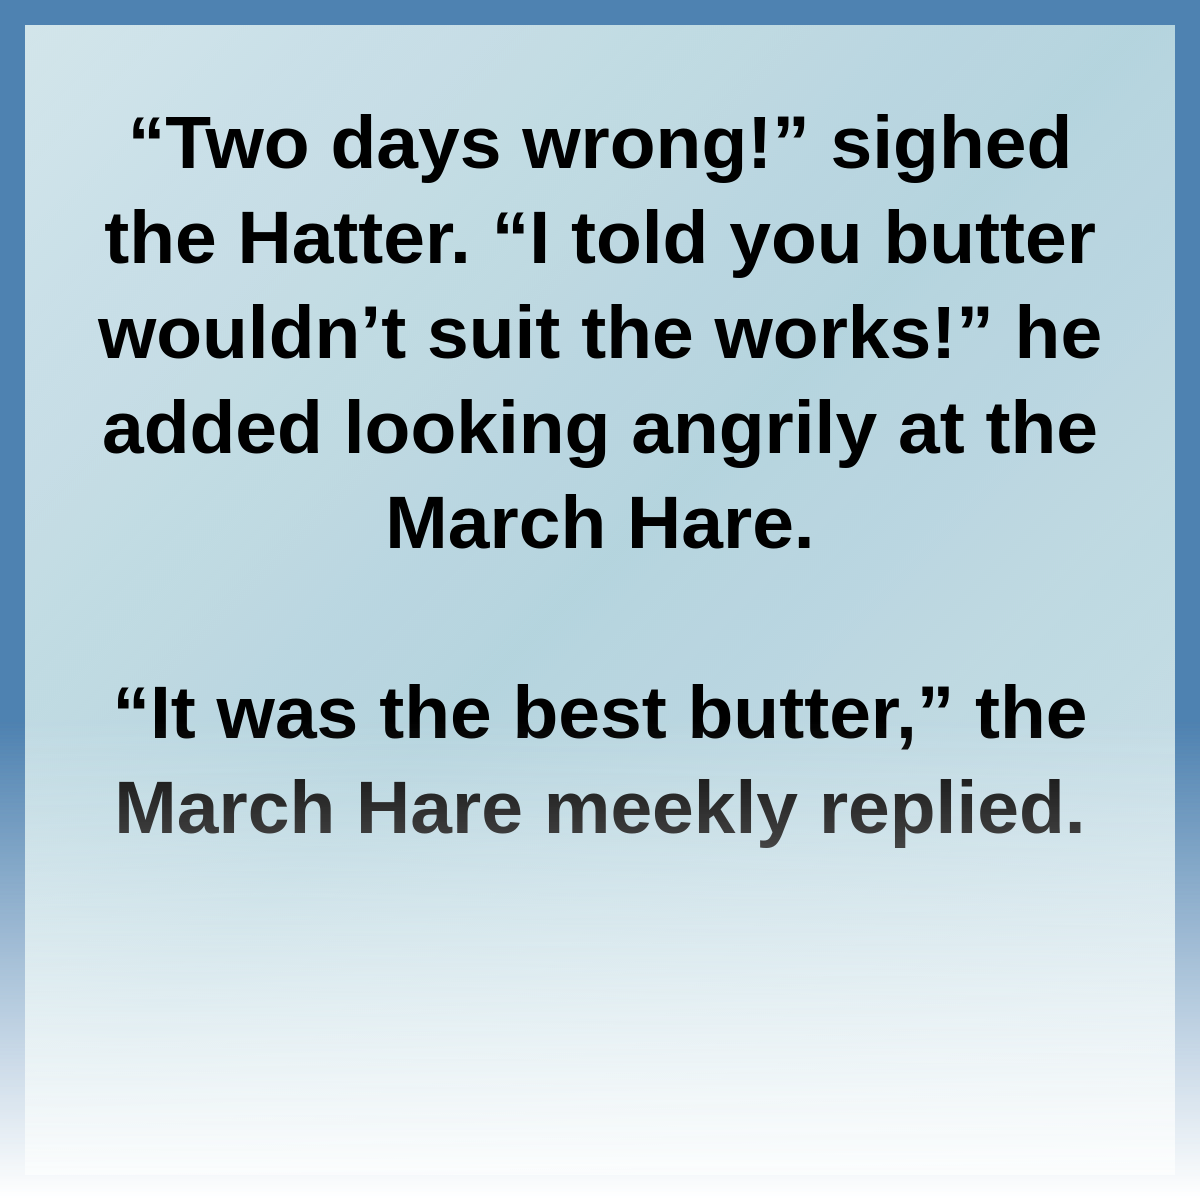 “Two days wrong!” sighed
the Hatter. “I told you butter
wouldn’t suit the works!” he
added looking angrily at the
March Hare.
“It was the best butter,” the
March Hare meekly replied.